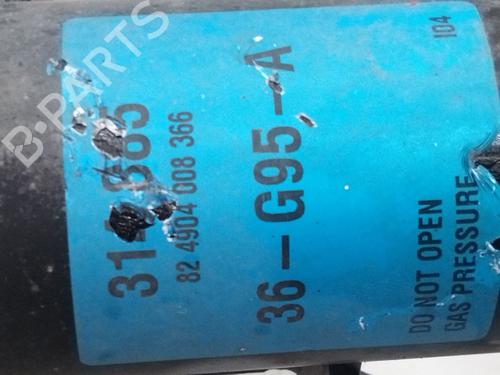 82 4904 008 366
36-G95-A
DO NOT OPEN
GAS PRESSURE
104
B-PARTS